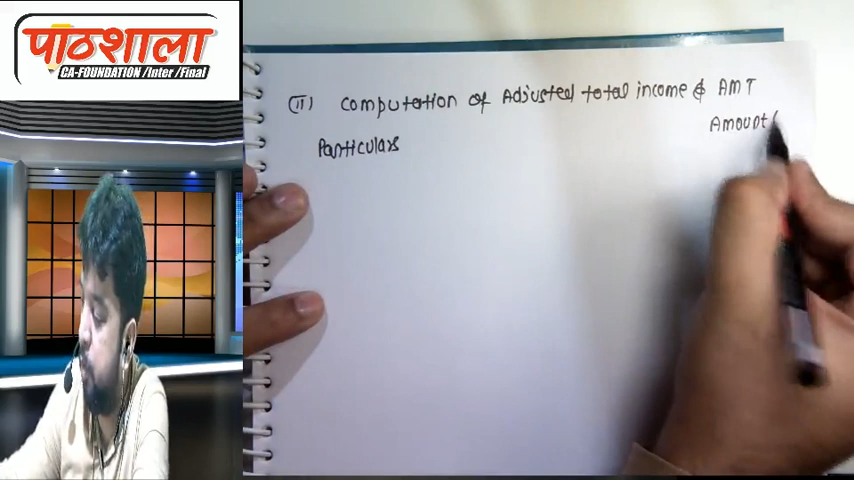 पाठशाला
CA-FOUNDATION /Inter /Final
(II) Computation of Adjusted total income & AMT
Particulars Amount (